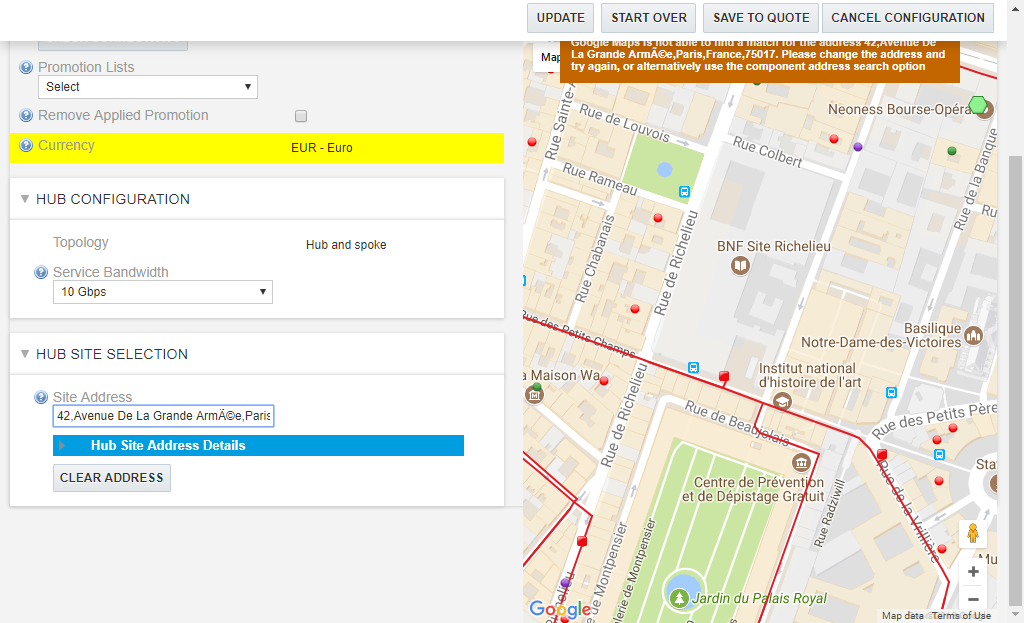 UPDATE
START OVER
SAVE TO QUOTE
CANCEL CONFIGURATION
Promotion Lists
Select
Remove Applied Promotion
Currency
EUR - Euro
HUB CONFIGURATION
Topology
Hub and spoke
Service Bandwidth
10 Gbps
HUB SITE SELECTION
Site Address
42,Avenue De La Grande ArmÃ©e,Paris
Hub Site Address Details
CLEAR ADDRESS
Map
Google Maps is not able to find a match for the address 42,Avenue De
La Grande ArmÃ©e,Paris,France,75017. Please change the address and
try again, or alternatively use the component address search option
Neoness Bourse-Opéra
Rue Sainte-A
Rue de Louvois
Rue Colbert
Rue Rameau
Rue de la Banque
Ru
Rue Chabanais
Rue de Richelieu
BNF Site Richelieu
Rue des Petits Champs
Basilique
Notre-Dame-des-Victoires
Institut national
d'histoire de l'art
a Maison Wa
Rue de Richelieu
Rue de Beaujolais
Rue des Petits Père
Centre de Prévention
et de Dépistage Gratuit
Stat
Rue Radziwill
Rue de la Vrillière
Rue de Montpensier
Galerie de Montpensier
Mu
Jardin du Palais Royal
Google
Map data
Terms of Use